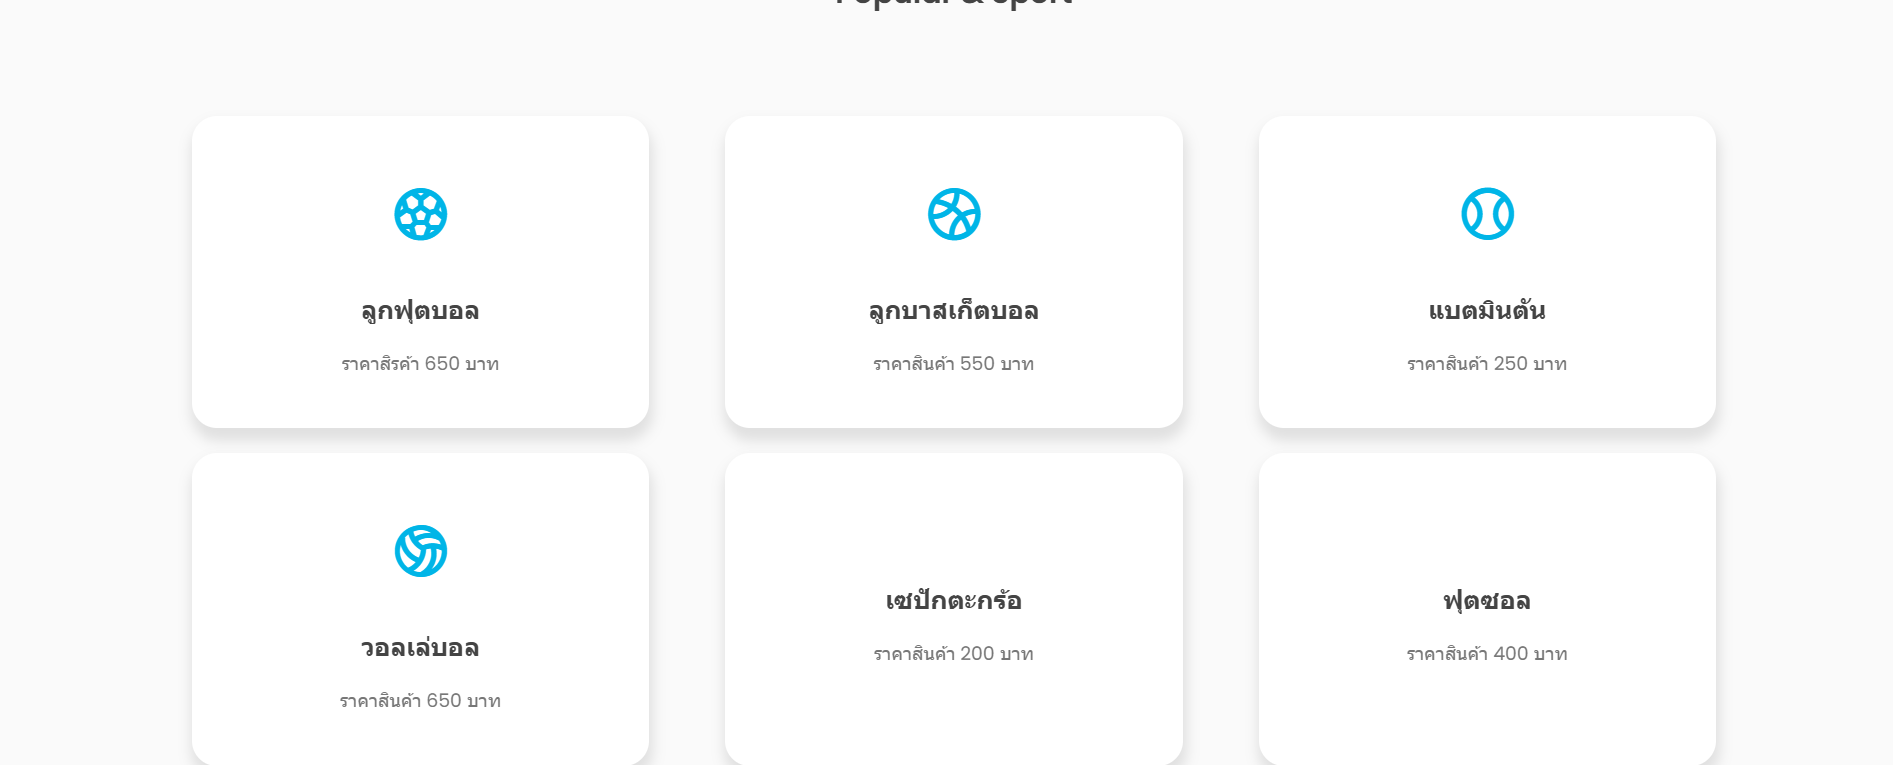 Popular & Sport
ลูกฟุตบอล
ราคาสิรค้า 650 บาท
ลูกบาสเก็ตบอล
ราคาสินค้า 550 บาท
แบตมินตัน
ราคาสินค้า 250 บาท
วอลเล่บอล
ราคาสินค้า 650 บาท
เซปักตะกร้อ
ราคาสินค้า 200 บาท
ฟุตซอล
ราคาสินค้า 400 บาท